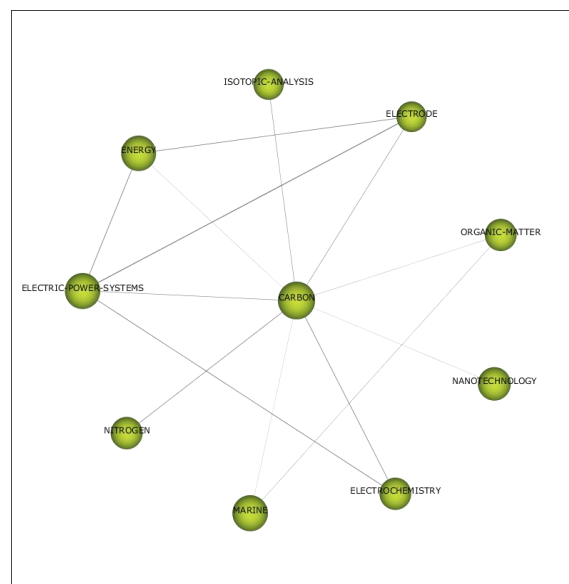 ISOTOPIC-ANALYSIS
ELECTRODE
ENERGY
ORGANIC-MATTER
ELECTRIC-POWER-SYSTEMS
CARBON
NANOTECHNOLOGY
NITROGEN
ELECTROCHEMISTRY
MARINE